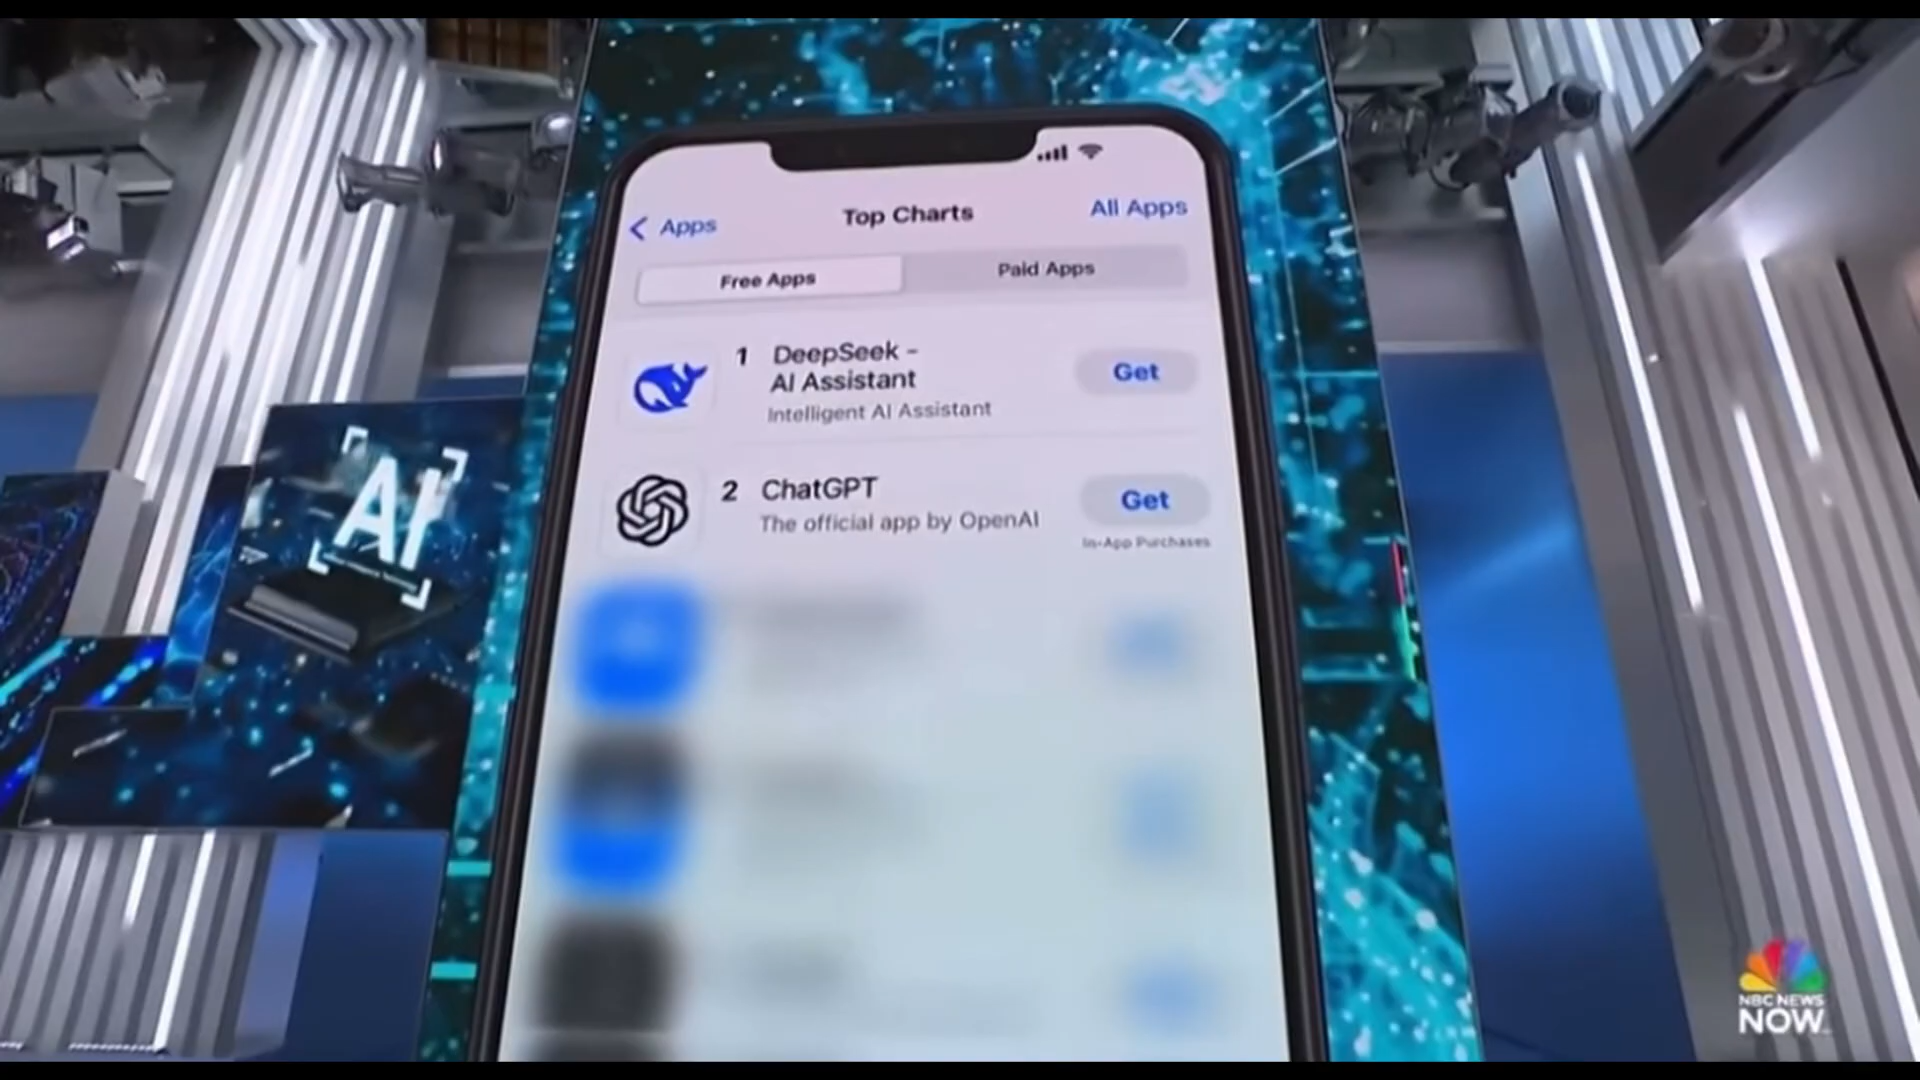 Apps
Top Charts
All Apps
Free Apps
Paid Apps
1 DeepSeek -
AI Assistant
Intelligent AI Assistant
Get
2 ChatGPT
The official app by OpenAI
Get
In-App Purchases
AI
NBC NEWS
NOW